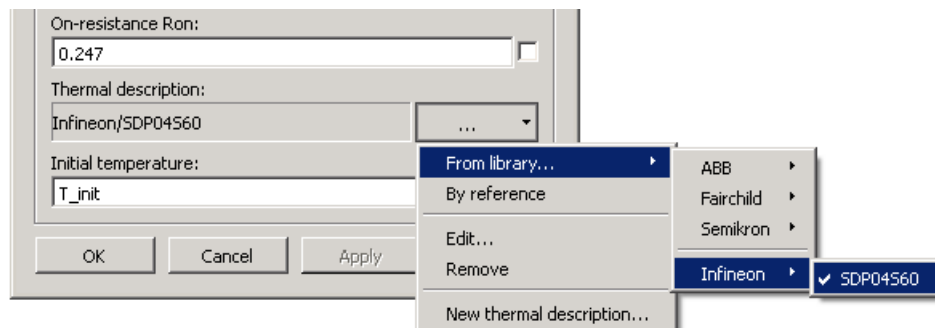 On-resistance Ron:
0.247
Thermal description:
Infineon/SDP04S60
...
Initial temperature:
T_init
OK
Cancel
Apply
From library...
By reference
Edit...
Remove
New thermal description...
ABB
Fairchild
Semikron
Infineon
SDP04S60